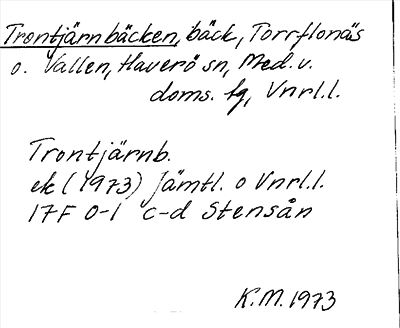 Trontjärnbäcken, bäck, Torrflonäs
o. Vallen, Haverö sn, Med. v.
doms. tg, Vnrl.l.
Trontjärnb.
ek (1973) Jämtl. o Vnrl.l.
17F 0-1 c-d Stensån
K.M. 1973